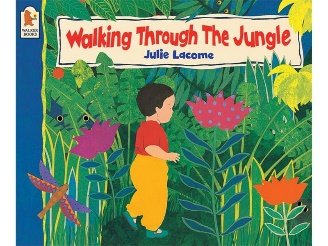 WALKER
BOOKS
Walking Through The Jungle
Julie Lacome